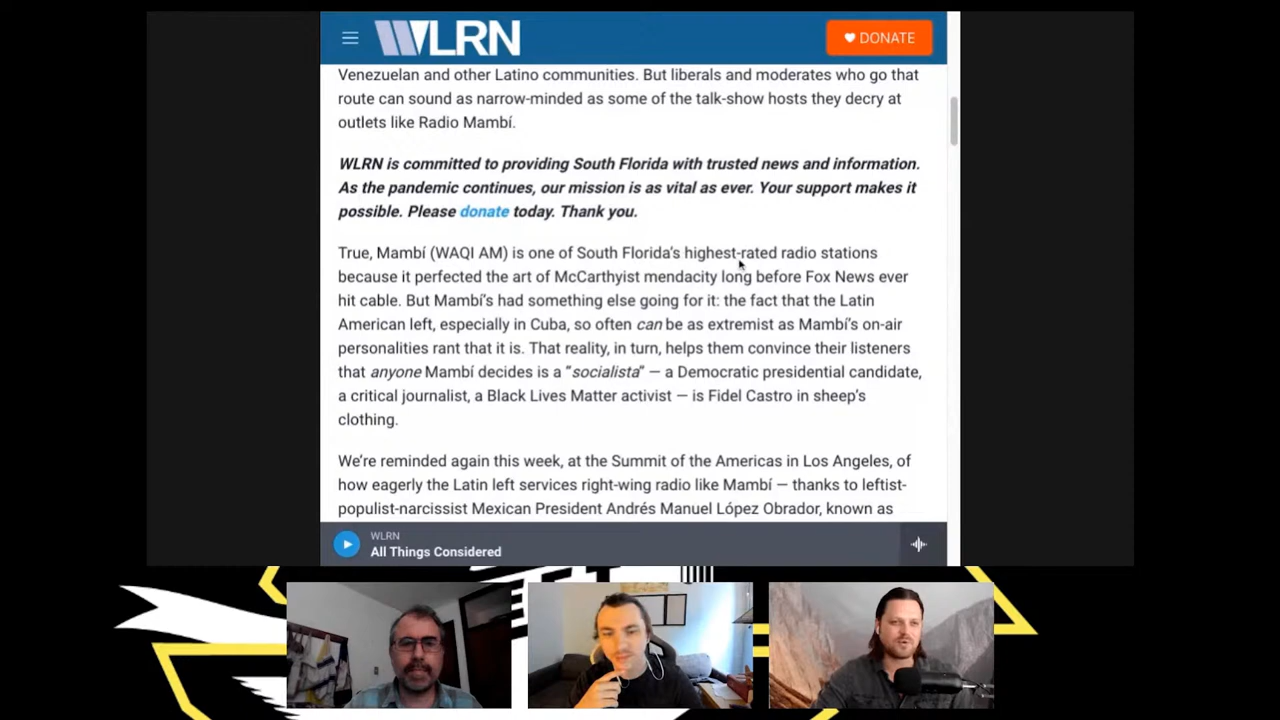 WLRN
DONATE
Venezuelan and other Latino communities. But liberals and moderates who go that
route can sound as narrow-minded as some of the talk-show hosts they decry at
outlets like Radio Mambí.
WLRN is committed to providing South Florida with trusted news and information.
As the pandemic continues, our mission is as vital as ever. Your support makes it
possible. Please donate today. Thank you.
True, Mambí (WAQI AM) is one of South Florida's highest-rated radio stations
because it perfected the art of McCarthyist mendacity long before Fox News ever
hit cable. But Mambí's had something else going for it: the fact that the Latin
American left, especially in Cuba, so often can be as extremist as Mambí's on-air
personalities rant that it is. That reality, in turn, helps them convince their listeners
that anyone Mambí decides is a "socialista" — a Democratic presidential candidate,
a critical journalist, a Black Lives Matter activist — is Fidel Castro in sheep's
clothing.
We're reminded again this week, at the Summit of the Americas in Los Angeles, of
how eagerly the Latin left services right-wing radio like Mambí — thanks to leftist-
populist-narcissist Mexican President Andrés Manuel López Obrador, known as
WLRN
All Things Considered